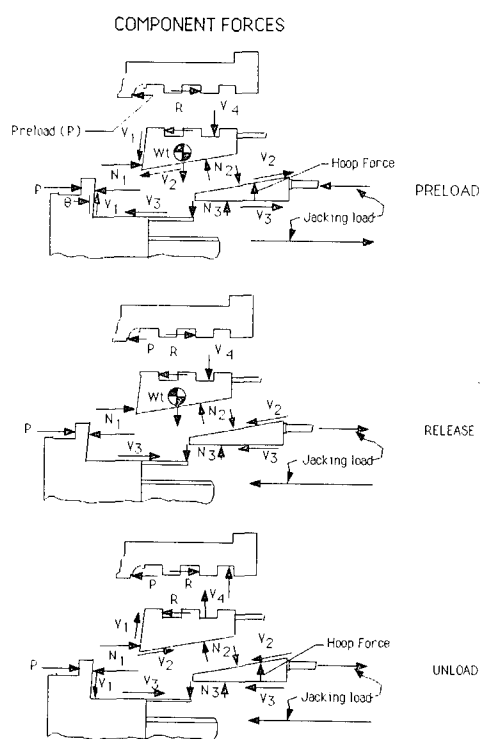 COMPONENT FORCES
R
V4
Preload (P)
V1
Wt
V2
N1
V2
N2
Hoop Force
P
θ
V1
V3
N3
V3
PRELOAD
Jacking load
P
R
V4
Wt
N1
N2
V2
P
V3
N3
V3
RELEASE
Jacking load
P
R
V4
R
V1
N1
V2
N2
V2
Hoop Force
P
V1
V3
N3
V3
UNLOAD
Jacking load